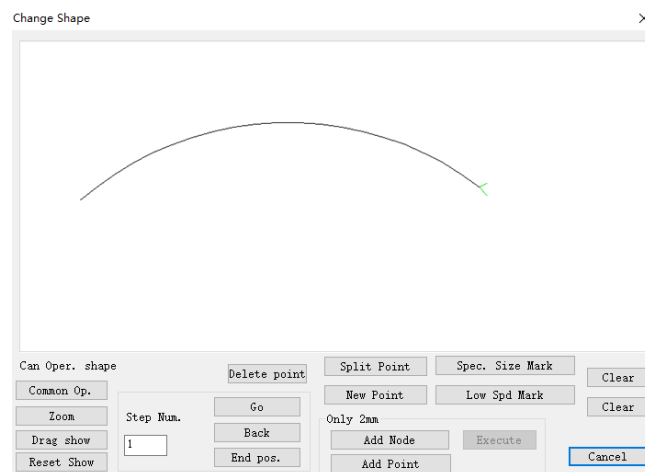 Change Shape
Can Oper. shape
Delete point
Split Point
Spec. Size Mark
Clear
Common Op.
New Point
Low Spd Mark
Clear
Zoom
Step Num.
Go
Only 2mm
Drag show
1
Back
Add Node
Execute
Reset Show
End pos.
Add Point
Cancel